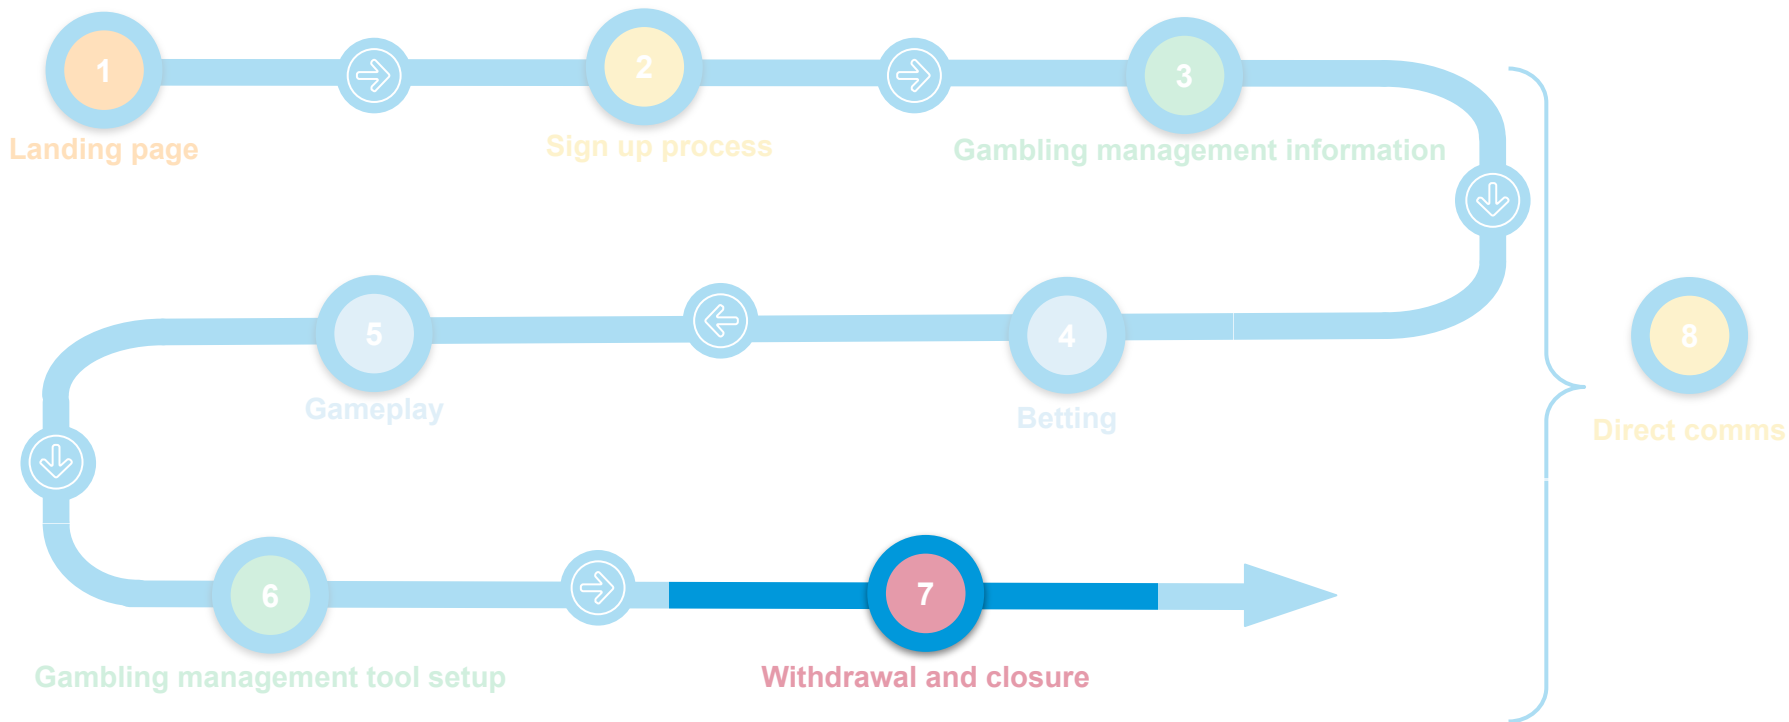 1
Landing page
2
Sign up process
3
Gambling management information
4
Betting
5
Gameplay
6
Gambling management tool setup
7
Withdrawal and closure
8
Direct comms